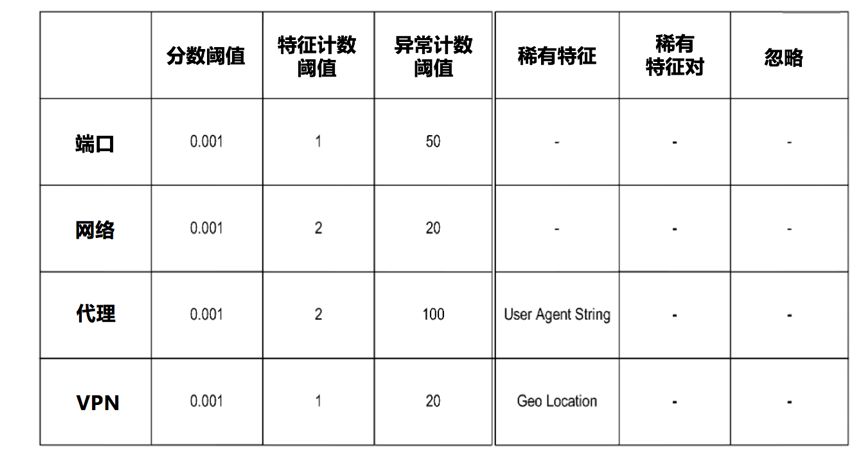 分数阈值 特征计数阈值 异常计数阈值 稀有特征 稀有特征对 忽略
端口 0.001 1 50 - - -
网络 0.001 2 20 - - -
代理 0.001 2 100 User Agent String - -
VPN 0.001 1 20 Geo Location - -